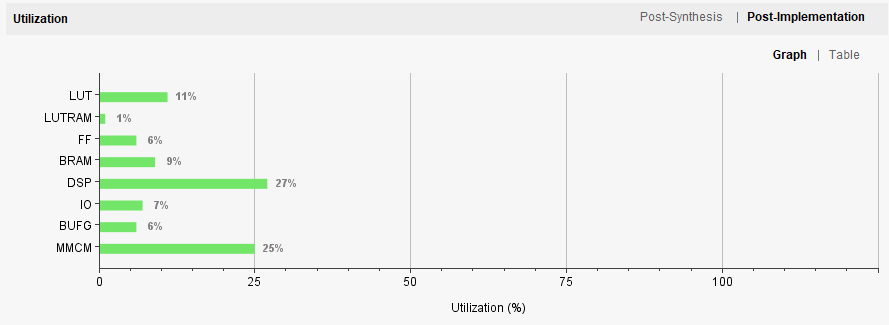 Utilization
Post-Synthesis | Post-Implementation
Graph | Table
LUT 11%
LUTRAM 1%
FF 6%
BRAM 9%
DSP 27%
IO 7%
BUFG 6%
MMCM 25%
0 25 50 75 100
Utilization (%)